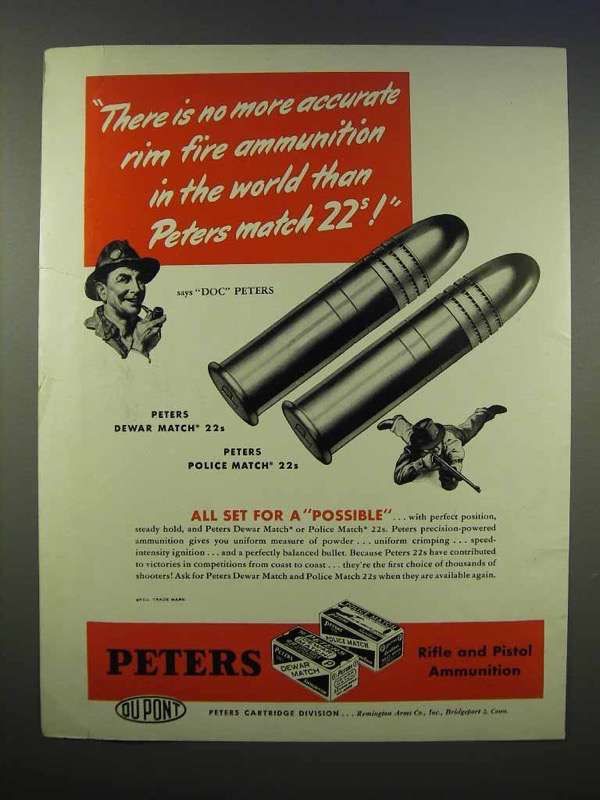 "There is no more accurate
rim fire ammunition
in the world than
Peters match 22s!"
says "DOC" PETERS
PETERS
DEWAR MATCH® 22s
PETERS
POLICE MATCH® 22s
ALL SET FOR A "POSSIBLE" ... with perfect position,
steady hold, and Peters Dewar Match® or Police Match® 22s. Peters precision-powered
ammunition gives you uniform measure of powder ... uniform crimping ... speed-
intensity ignition ... and a perfectly balanced bullet. Because Peters 22s have contributed
to victories in competitions from coast to coast ... they're the first choice of thousands of
shooters! Ask for Peters Dewar Match and Police Match 22s when they are available again.
®REG. TRADE MARK
POLICE MATCH
POLICE MATCH
DEWAR
MATCH
PETERS
Rifle and Pistol
Ammunition
DU PONT
PETERS CARTRIDGE DIVISION ... Remington Arms Co., Inc., Bridgeport 2, Conn.